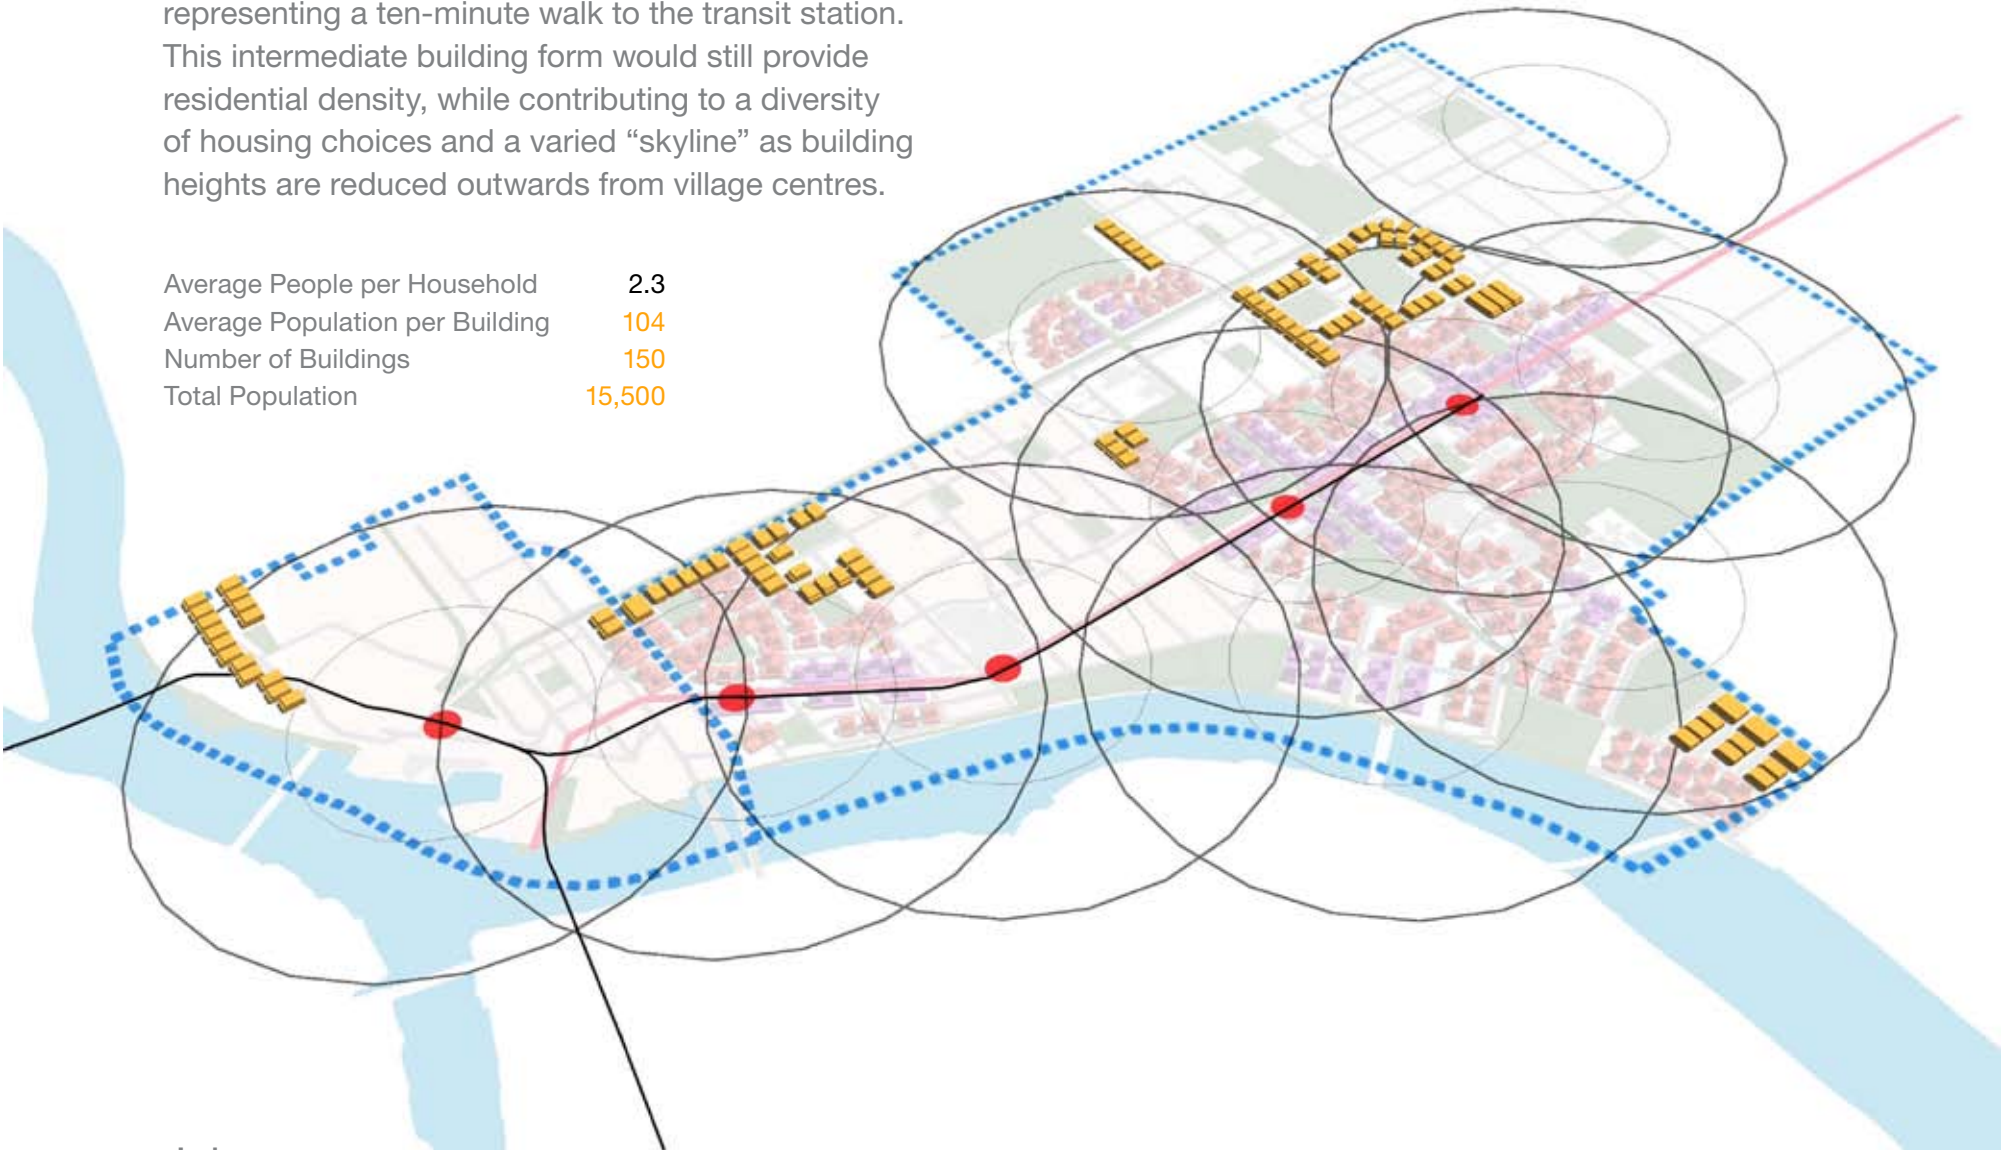 representing a ten-minute walk to the transit station.
This intermediate building form would still provide
residential density, while contributing to a diversity
of housing choices and a varied “skyline” as building
heights are reduced outwards from village centres.
Average People per Household 2.3
Average Population per Building 104
Number of Buildings 150
Total Population 15,500